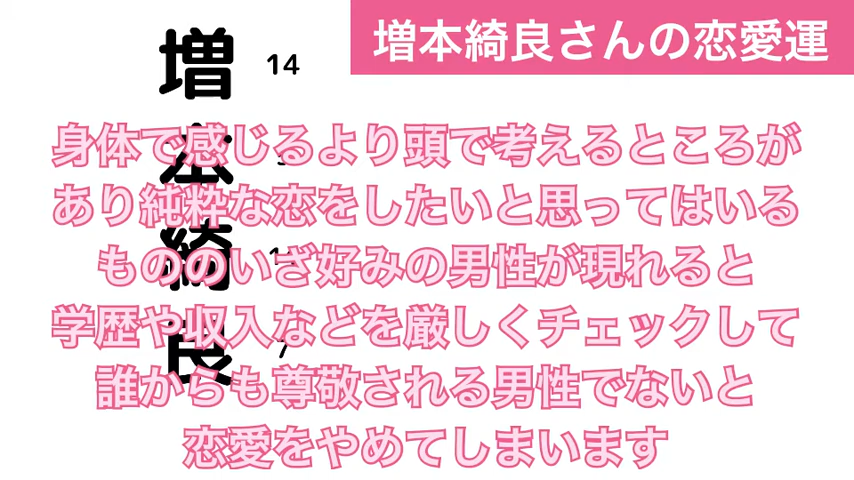 増本綺良さんの恋愛運
増 14
本
綺
良 7
身体で感じるより頭で考えるところが
あり純粋な恋をしたいと思ってはいる
もののいざ好みの男性が現れると
学歴や収入などを厳しくチェックして
誰からも尊敬される男性でないと
恋愛をやめてしまいます